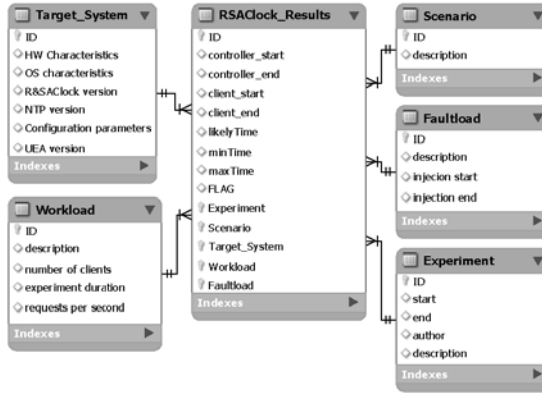 Target_System
ID
HW Characteristics
OS characteristics
R&SAClock version
NTP version
Configuration parameters
UEA version
Indexes
Workload
ID
description
number of clients
experiment duration
requests per second
Indexes
RSAClock_Results
ID
controller_start
controller_end
client_start
client_end
likelyTime
minTime
maxTime
FLAG
Experiment
Scenario
Target_System
Workload
Faultload
Indexes
Scenario
ID
description
Indexes
Faultload
ID
description
injecion start
injection end
Indexes
Experiment
ID
start
end
author
description
Indexes